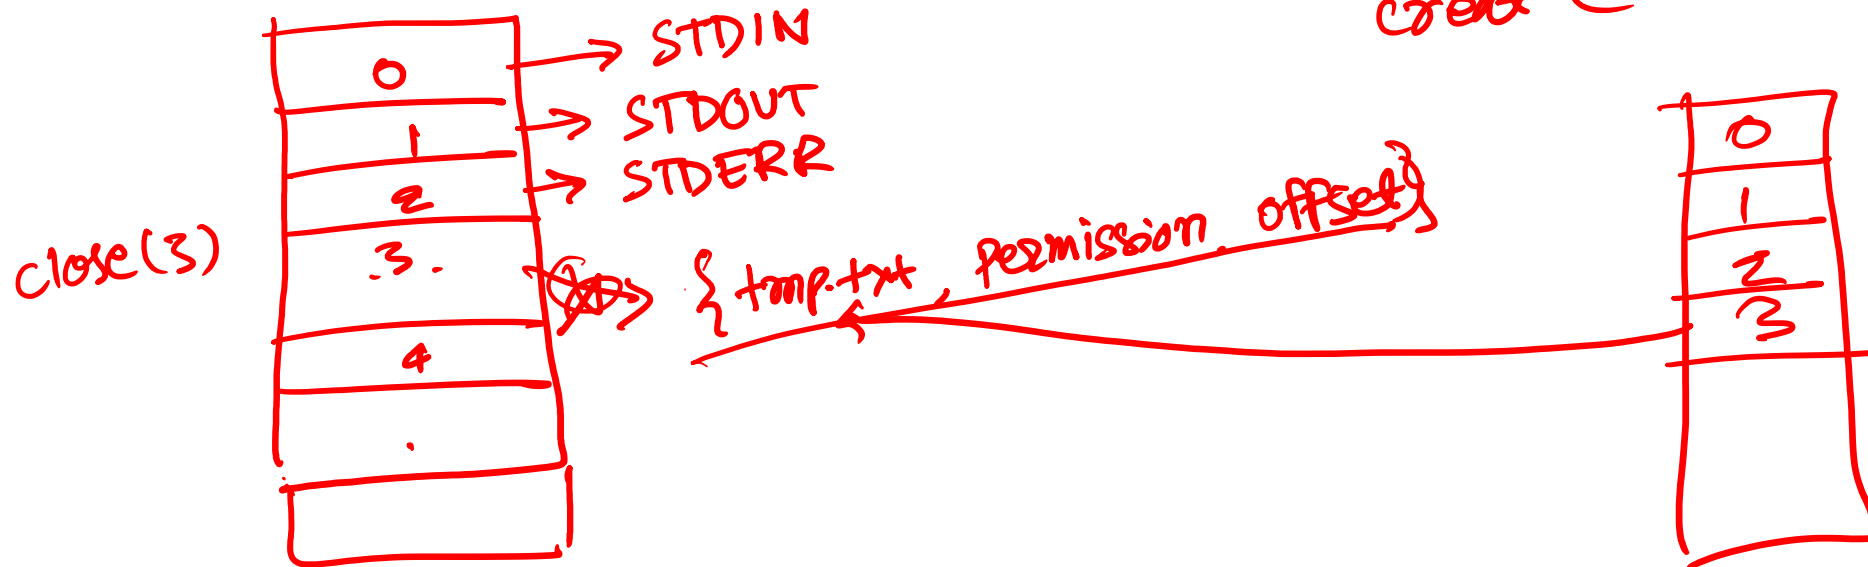 0
STDIN
1
STDOUT
2
STDERR
close(3)
3
{tmp.txt, permission, offset}
4
0
1
2
3